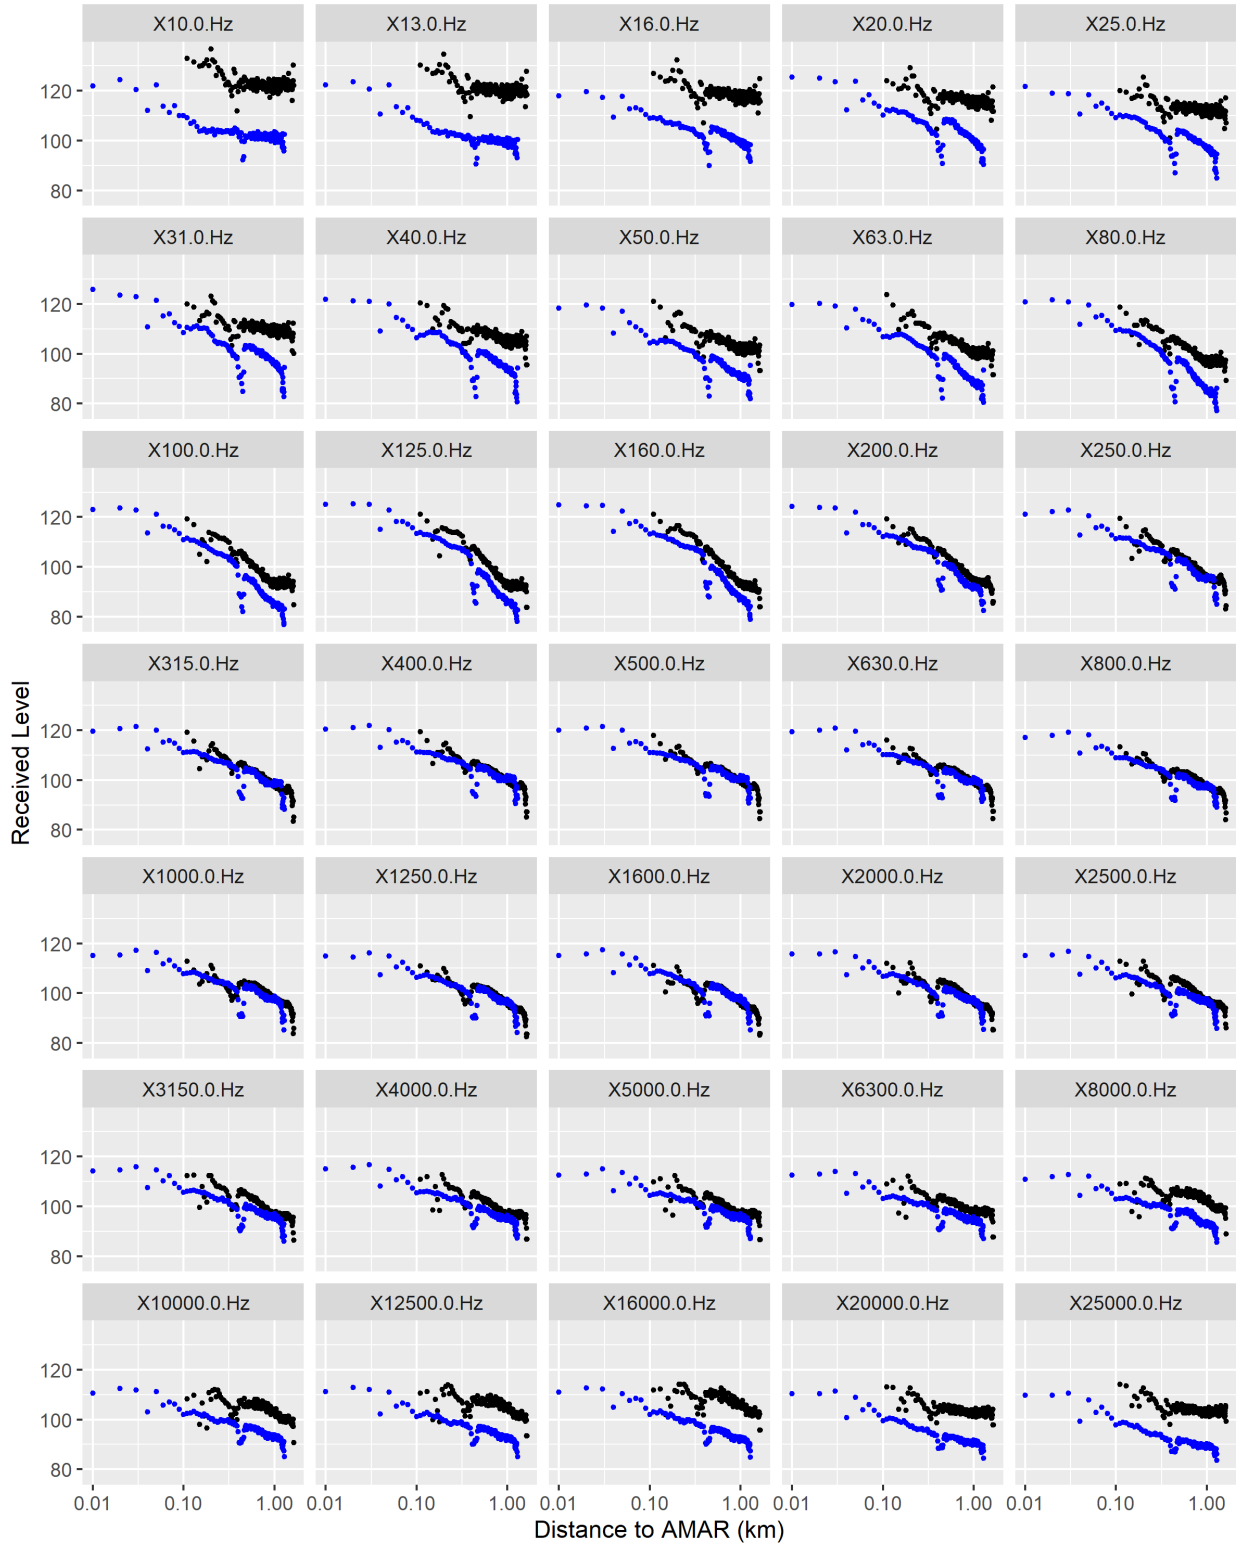 X10.0.Hz X13.0.Hz X16.0.Hz X20.0.Hz X25.0.Hz
120
100
80
X31.0.Hz X40.0.Hz X50.0.Hz X63.0.Hz X80.0.Hz
120
100
80
X100.0.Hz X125.0.Hz X160.0.Hz X200.0.Hz X250.0.Hz
120
100
80
X315.0.Hz X400.0.Hz X500.0.Hz X630.0.Hz X800.0.Hz
120
100
80
Received Level
X1000.0.Hz X1250.0.Hz X1600.0.Hz X2000.0.Hz X2500.0.Hz
120
100
80
X3150.0.Hz X4000.0.Hz X5000.0.Hz X6300.0.Hz X8000.0.Hz
120
100
80
X10000.0.Hz X12500.0.Hz X16000.0.Hz X20000.0.Hz X25000.0.Hz
120
100
80
0.01 0.10 1.00 0.01 0.10 1.00 0.01 0.10 1.00 0.01 0.10 1.00 0.01 0.10 1.00
Distance to AMAR (km)